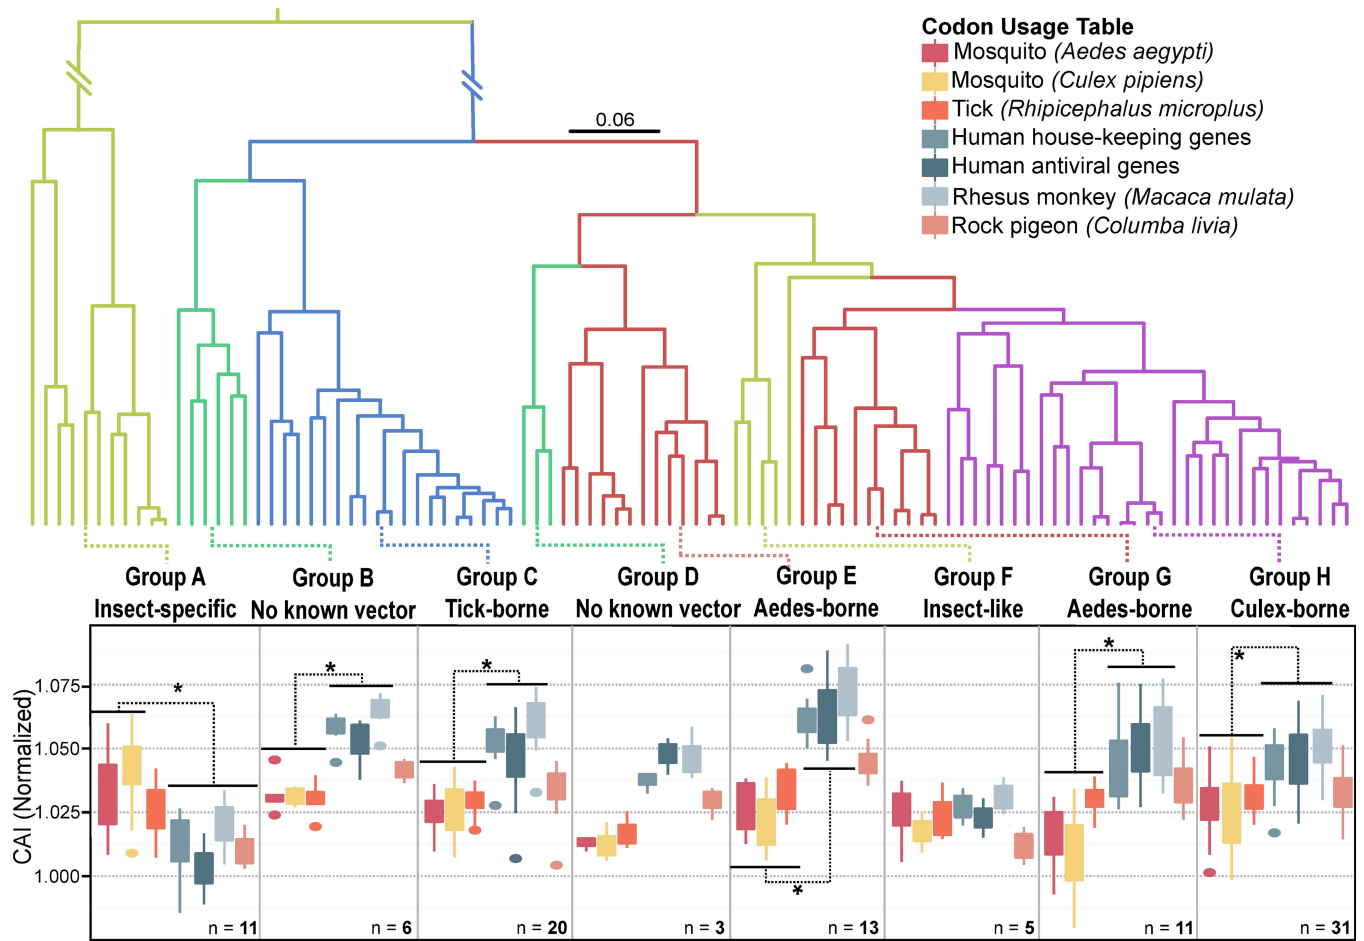 Codon Usage Table
Mosquito (Aedes aegypti)
Mosquito (Culex pipiens)
Tick (Rhipicephalus microplus)
Human house-keeping genes
Human antiviral genes
Rhesus monkey (Macaca mulata)
Rock pigeon (Columba livia)
0.06
Group A
Insect-specific
Group B
No known vector
Group C
Tick-borne
Group D
No known vector
Group E
Aedes-borne
Group F
Insect-like
Group G
Aedes-borne
Group H
Culex-borne
CAI (Normalized)
1.075
1.050
1.025
1.000
*
*
*
*
*
*
n = 11
n = 6
n = 20
n = 3
n = 13
n = 5
n = 11
n = 31